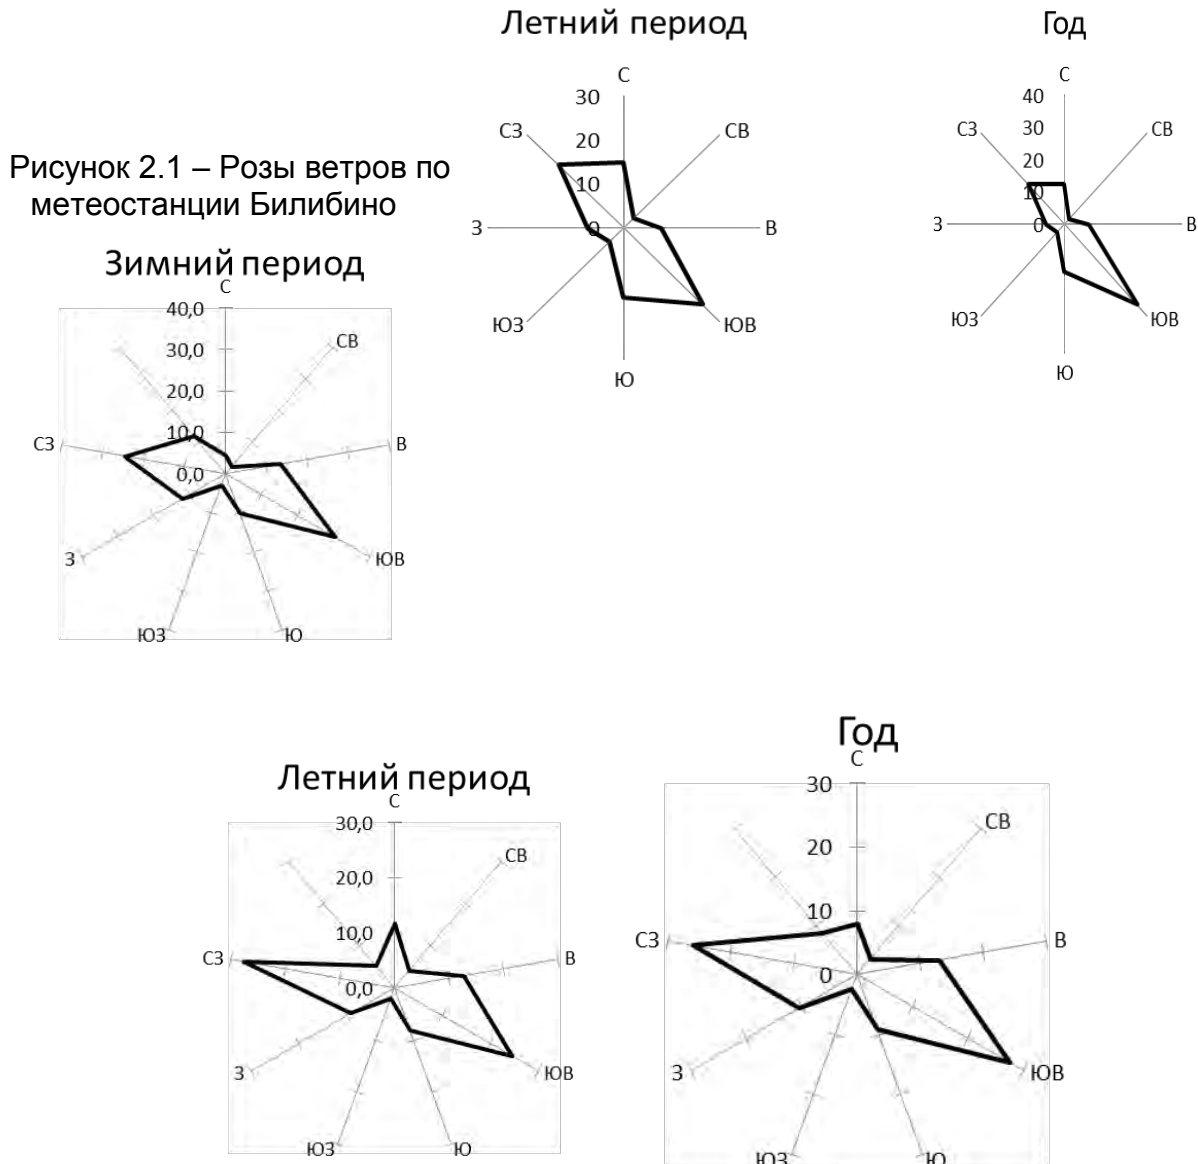 Летний период
Год
С
30
20
10
0
СЗ
СВ
З
В
ЮЗ
ЮВ
Ю
С
40
30
20
10
0
СЗ
СВ
З
В
ЮЗ
ЮВ
Ю
Рисунок 2.1 – Розы ветров по
метеостанции Билибино
Зимний период
С
40,0
30,0
20,0
10,0
0,0
СВ
СЗ
В
З
ЮВ
ЮЗ
Ю
Летний период
С
30,0
20,0
10,0
0,0
СВ
СЗ
В
З
ЮВ
ЮЗ
Ю
Год
С
30
20
10
0
СВ
СЗ
В
З
ЮВ
ЮЗ
Ю